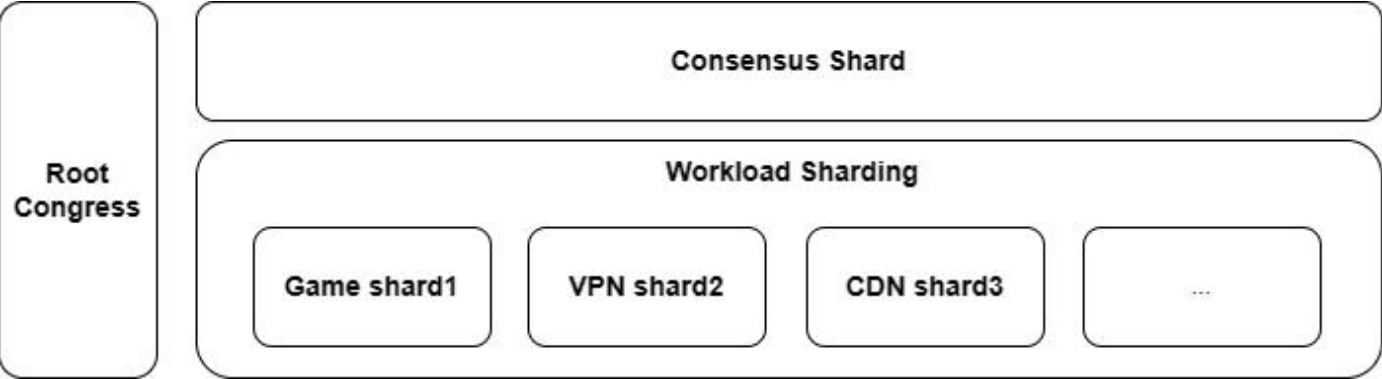 Root
Congress
Consensus Shard
Workload Sharding
Game shard1
VPN shard2
CDN shard3
...